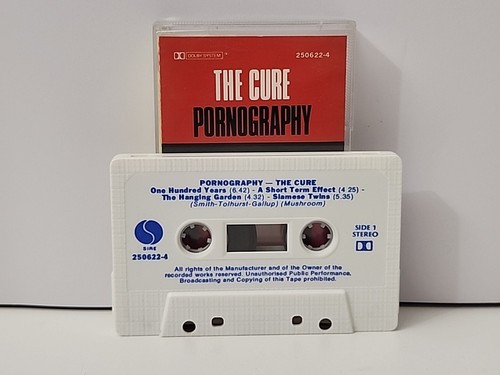 DOLBY SYSTEM
250622-4
THE CURE
PORNOGRAPHY
PORNOGRAPHY — THE CURE
One Hundred Years (6.42) - A Short Term Effect (4.25) -
The Hanging Garden (4.32) - Siamese Twins (5.35)
(Smith-Tolhurst-Gallup) (Mushroom)
SIRE
250622-4
SIDE 1
STEREO
All rights of the Manufacturer and of the Owner of the
recorded works reserved. Unauthorised Public Performance,
Broadcasting and Copying of this Tape prohibited.